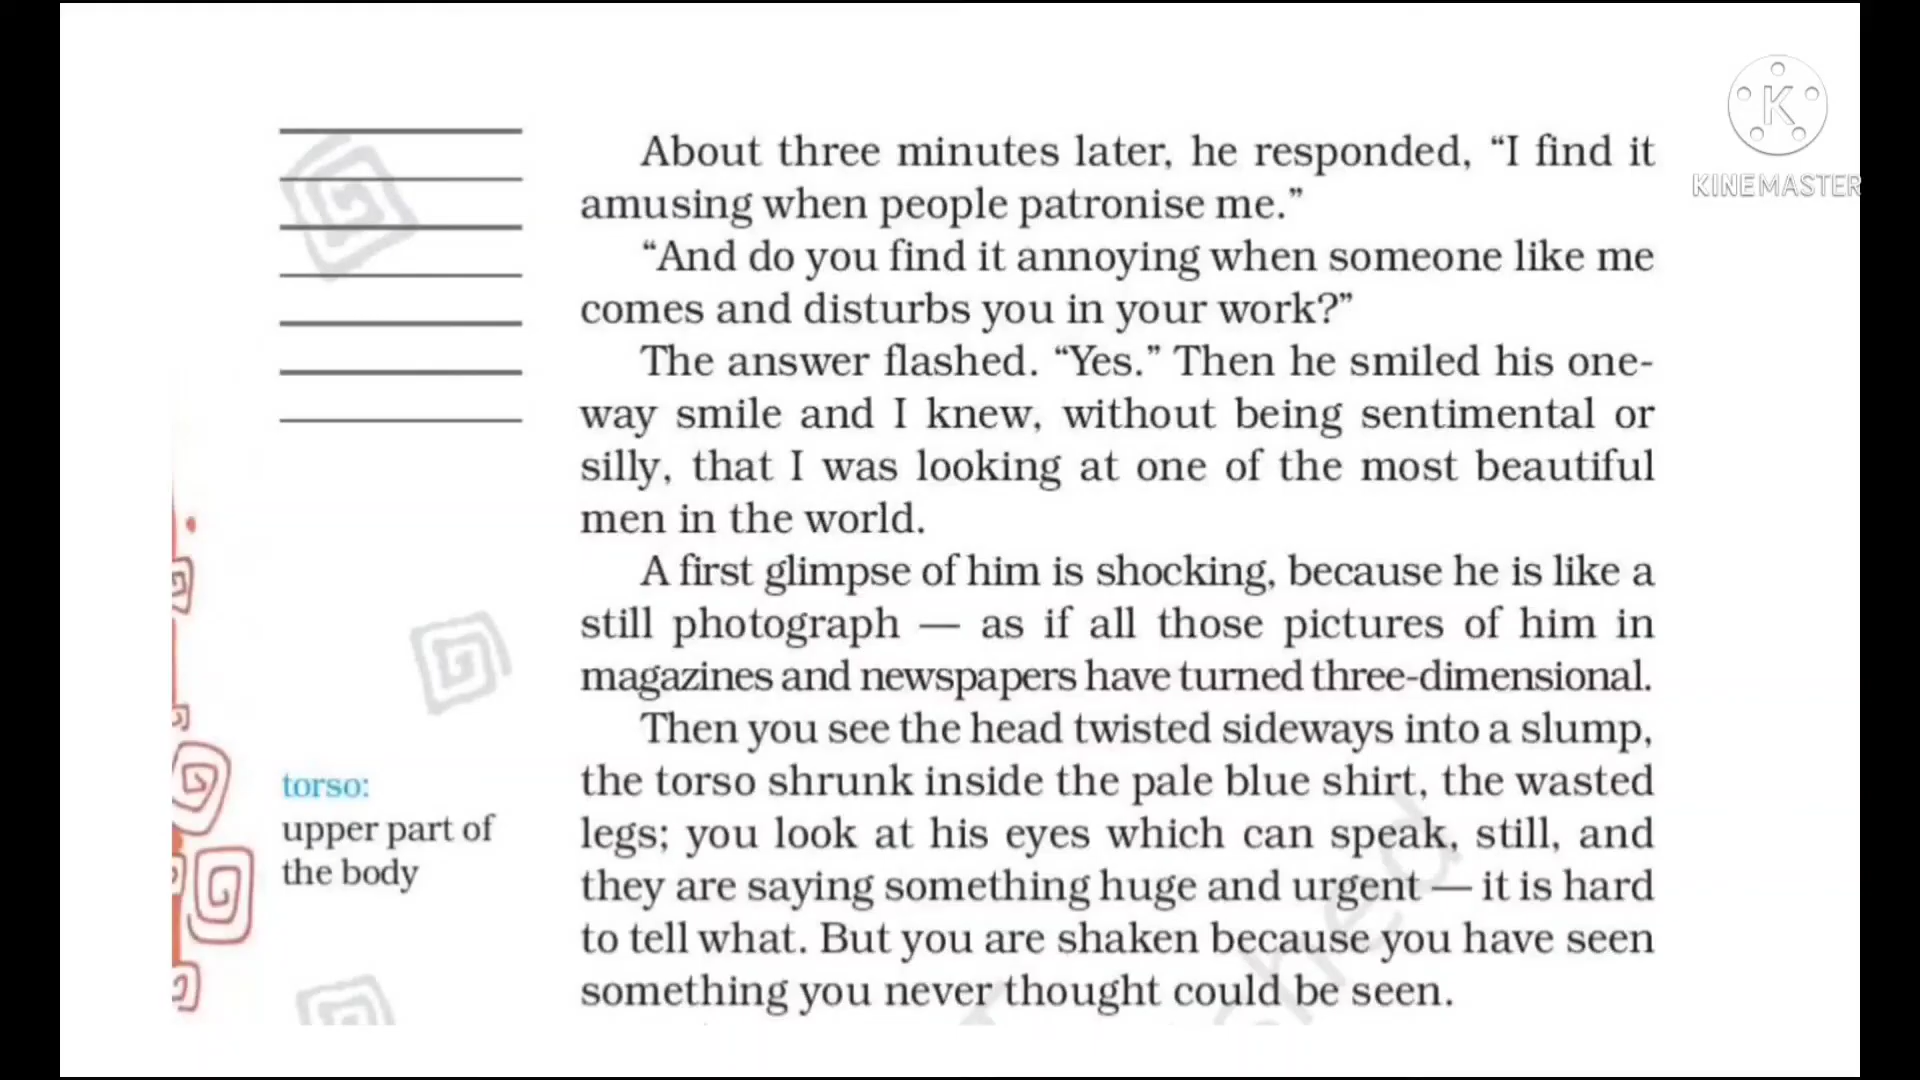 About three minutes later, he responded, “I find it
amusing when people patronise me.”
“And do you find it annoying when someone like me
comes and disturbs you in your work?”
The answer flashed. “Yes.” Then he smiled his one-
way smile and I knew, without being sentimental or
silly, that I was looking at one of the most beautiful
men in the world.
A first glimpse of him is shocking, because he is like a
still photograph — as if all those pictures of him in
magazines and newspapers have turned three-dimensional.
Then you see the head twisted sideways into a slump,
the torso shrunk inside the pale blue shirt, the wasted
legs; you look at his eyes which can speak, still, and
they are saying something huge and urgent — it is hard
to tell what. But you are shaken because you have seen
something you never thought could be seen.
torso:
upper part of
the body
K
KINEMASTER